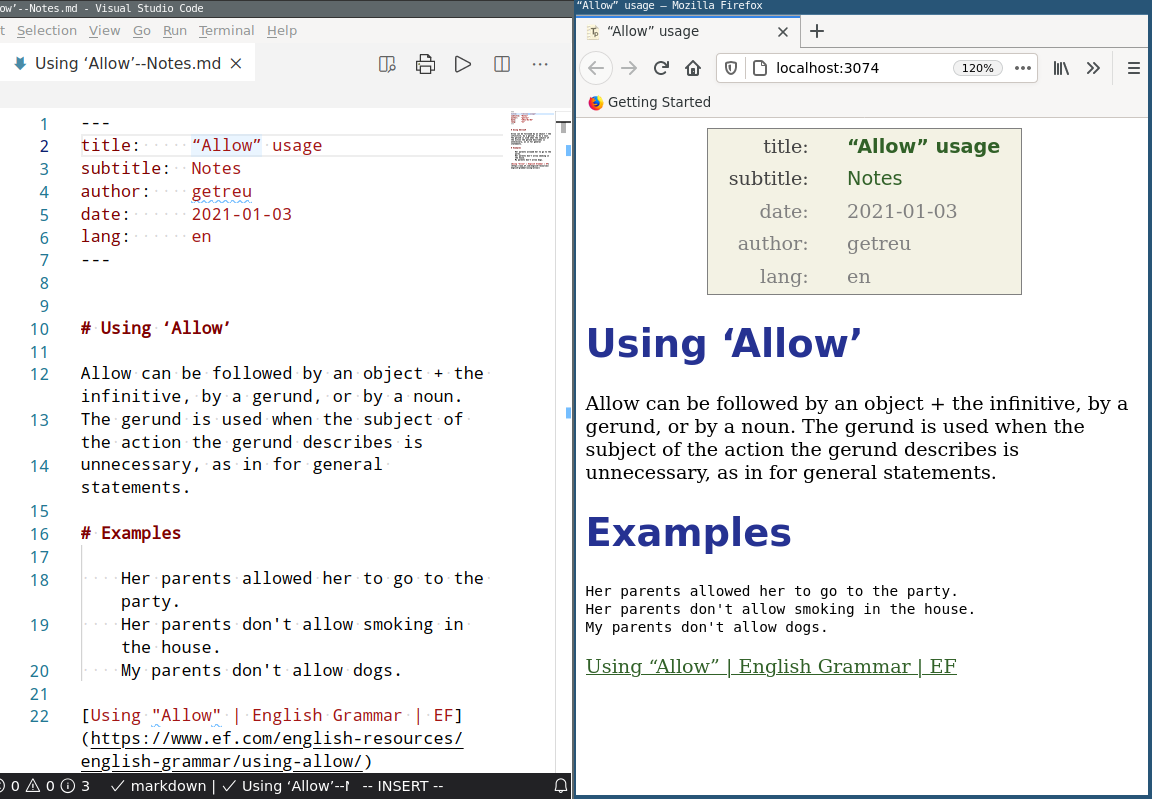 ow’--Notes.md - Visual Studio Code
t Selection View Go Run Terminal Help
Using ‘Allow’--Notes.md
1 ---
2 title: “Allow” usage
3 subtitle: Notes
4 author: getreu
5 date: 2021-01-03
6 lang: en
7 ---
8
9
10 # Using ‘Allow’
11
12 Allow can be followed by an object + the
infinitive, by a gerund, or by a noun.
13 The gerund is used when the subject of
the action the gerund describes is
14 unnecessary, as in for general
statements.
15
16 # Examples
17
18 Her parents allowed her to go to the
party.
19 Her parents don't allow smoking in
the house.
20 My parents don't allow dogs.
21
22 [Using "Allow" | English Grammar | EF]
(https://www.ef.com/english-resources/
english-grammar/using-allow/)
0 0 3 markdown | Using ‘Allow’-- -- INSERT --
“Allow” usage — Mozilla Firefox
“Allow” usage
localhost:3074 120%
Getting Started
title: “Allow” usage
subtitle: Notes
date: 2021-01-03
author: getreu
lang: en
Using ‘Allow’
Allow can be followed by an object + the infinitive, by a
gerund, or by a noun. The gerund is used when the
subject of the action the gerund describes is
unnecessary, as in for general statements.
Examples
Her parents allowed her to go to the party.
Her parents don't allow smoking in the house.
My parents don't allow dogs.
Using “Allow” | English Grammar | EF